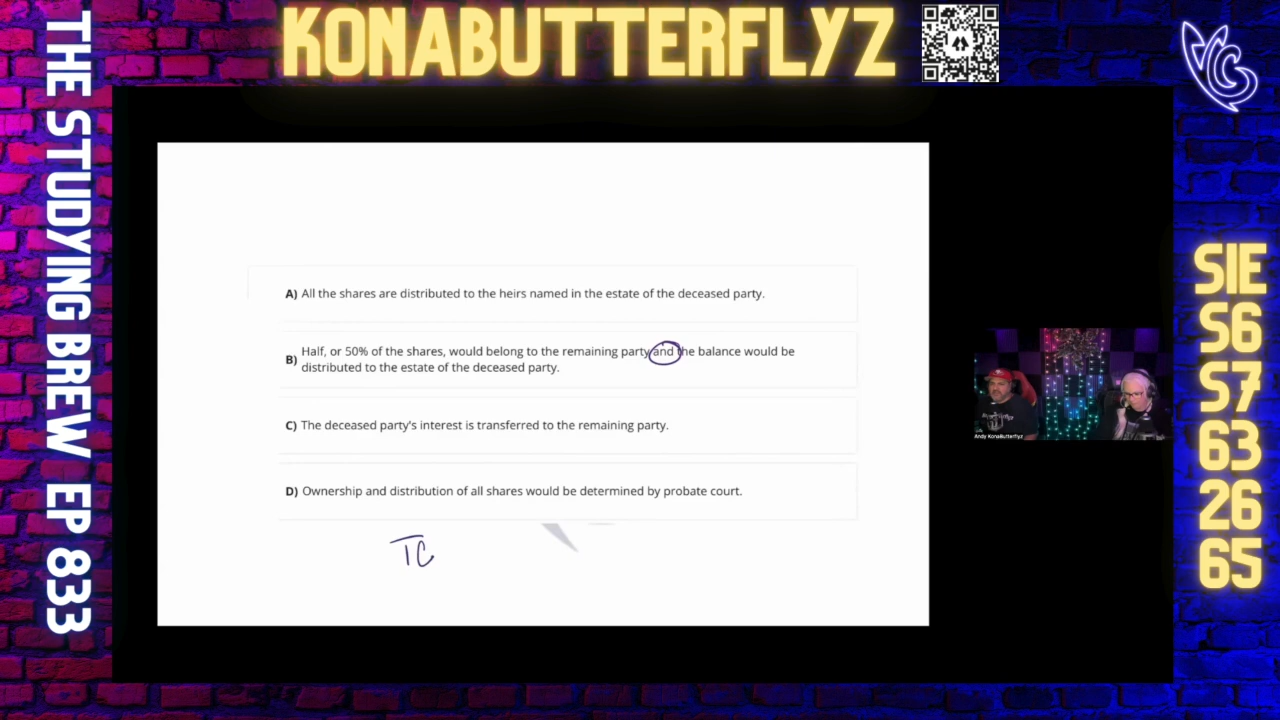 KONABUTTERFLYZ
THE STUDYING BREW EP 833
A) All the shares are distributed to the heirs named in the estate of the deceased party.
B) Half, or 50% of the shares, would belong to the remaining party and the balance would be
distributed to the estate of the deceased party.
C) The deceased party's interest is transferred to the remaining party.
D) Ownership and distribution of all shares would be determined by probate court.
TC
Andy KonaButterflyz
SIE
S6
S7
63
26
65